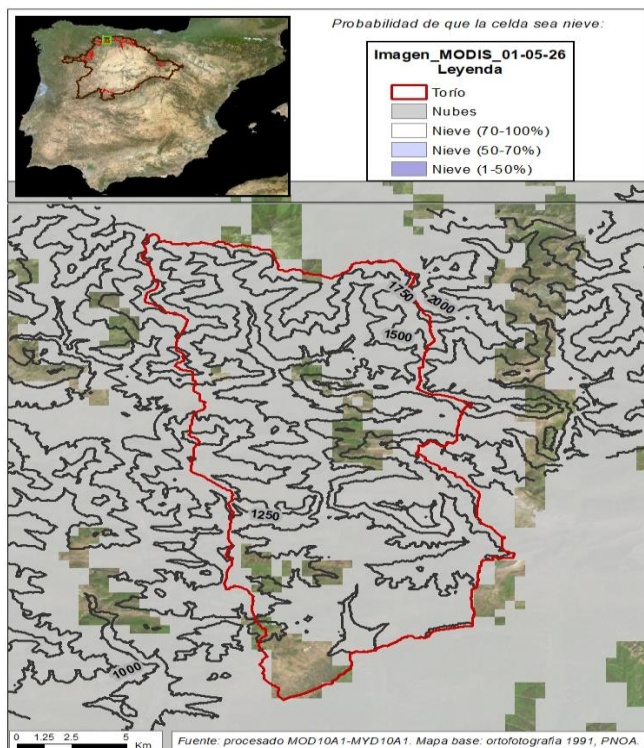 Probabilidad de que la celda sea nieve:
Imagen_MODIS_01-05-26
Leyenda
Torío
Nubes
Nieve (70-100%)
Nieve (50-70%)
Nieve (1-50%)
1750
2000
1500
1250
1000
0 1.25 2.5 5
Km
Fuente: procesado MOD10A1-MYD10A1. Mapa base: ortofotografía 1991, PNOA